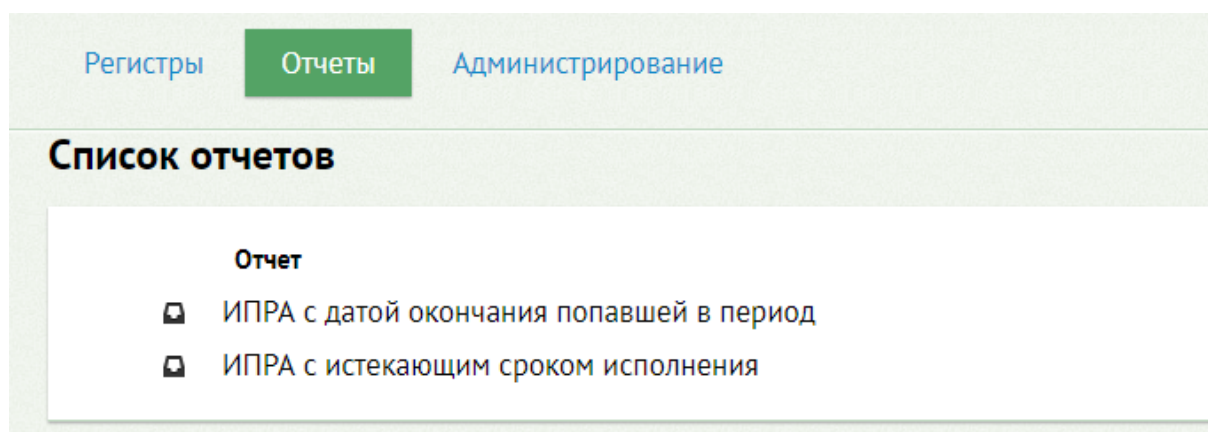 Регистры Отчеты Администрирование
Список отчетов
Отчет
ИПРА с датой окончания попавшей в период
ИПРА с истекающим сроком исполнения